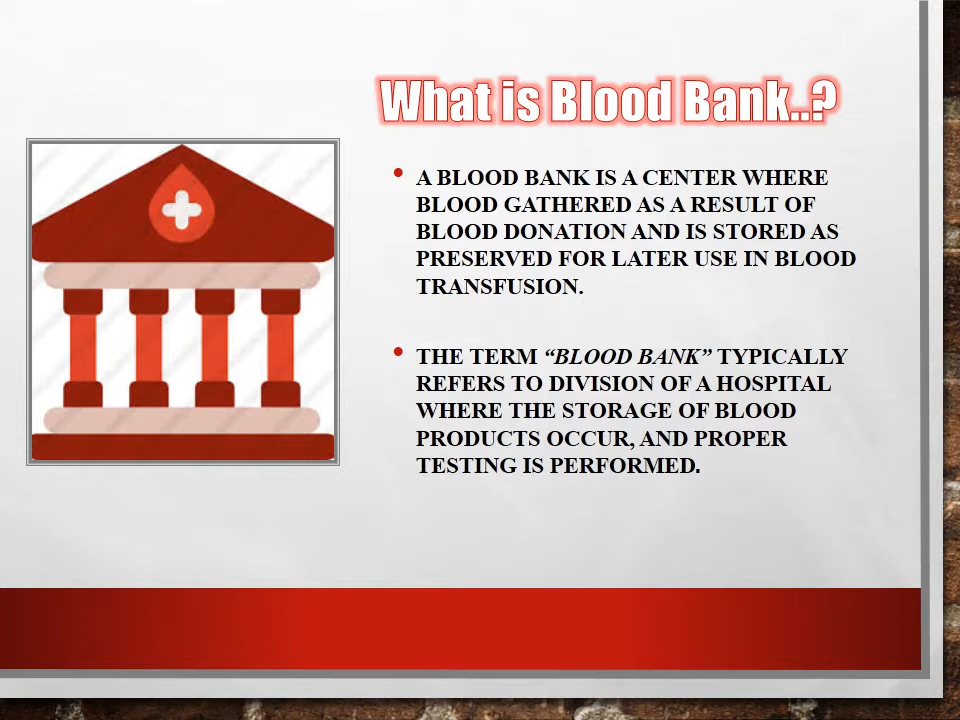 What is Blood Bank..?
• A BLOOD BANK IS A CENTER WHERE
BLOOD GATHERED AS A RESULT OF
BLOOD DONATION AND IS STORED AS
PRESERVED FOR LATER USE IN BLOOD
TRANSFUSION.
• THE TERM “BLOOD BANK” TYPICALLY
REFERS TO DIVISION OF A HOSPITAL
WHERE THE STORAGE OF BLOOD
PRODUCTS OCCUR, AND PROPER
TESTING IS PERFORMED.